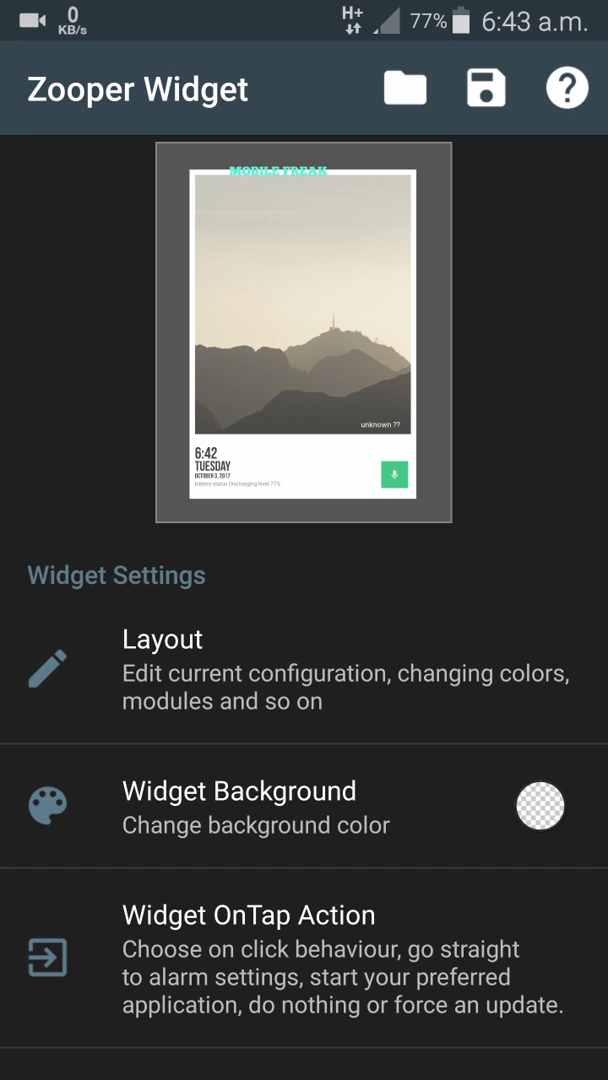 0
KB/s
H+
77%
6:43 a.m.
Zooper Widget
MOBILE FREAK
unknown ??
6:42
TUESDAY
OCTOBER 3, 2017
battery status Discharging level 77%
Widget Settings
Layout
Edit current configuration, changing colors,
modules and so on
Widget Background
Change background color
Widget OnTap Action
Choose on click behaviour, go straight
to alarm settings, start your preferred
application, do nothing or force an update.